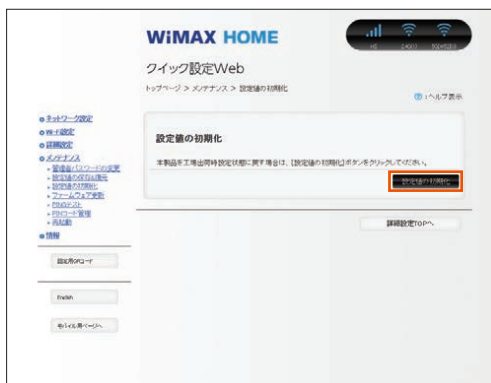 WiMAX HOME
クイック設定Web
トップページ > メンテナンス > 設定値の初期化
?:ヘルプ表示
ネットワーク設定
Wi-Fi設定
詳細設定
メンテナンス
管理者パスワードの変更
設定値の保存&復元
設定値の初期化
ファームウェア更新
PINGテスト
PINコード管理
再起動
情報
設定用QRコード
English
モバイル用ページへ
設定値の初期化
本製品を工場出荷時設定状態に戻す場合は、[設定値の初期化]ボタンをクリックしてください。
設定値の初期化
詳細設定TOPへ